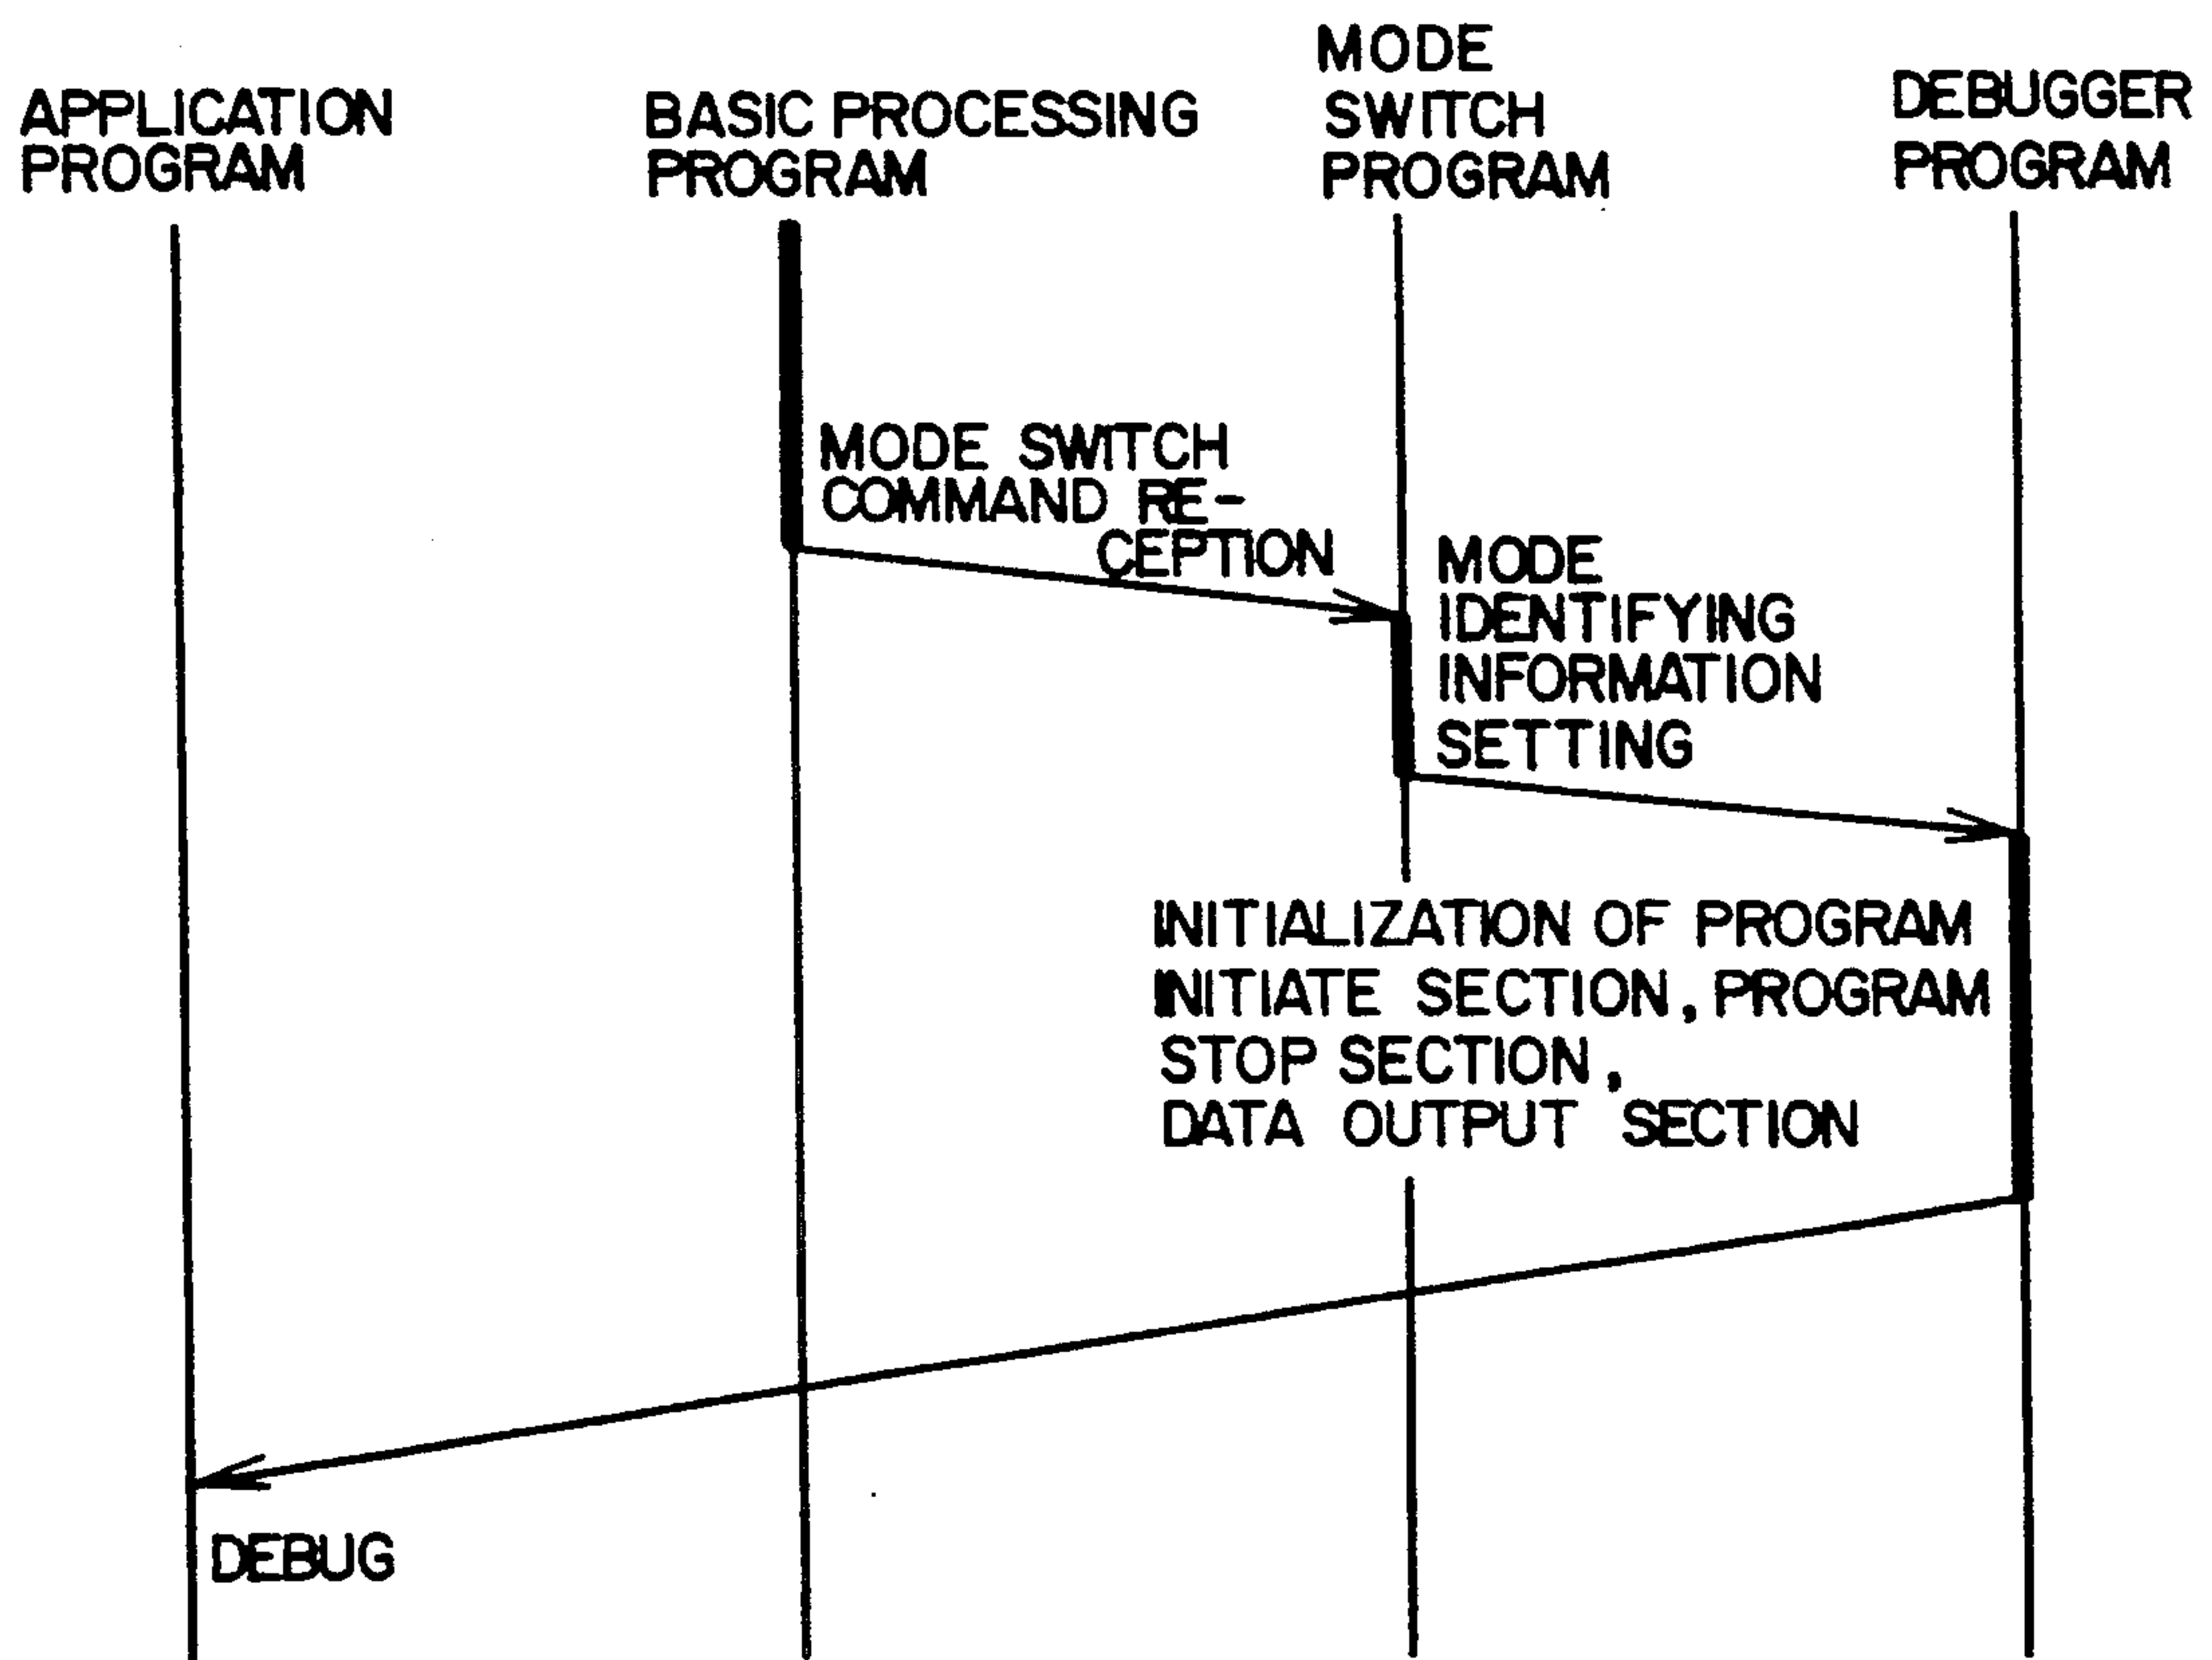 APPLICATION
PROGRAM
BASIC PROCESSING
PROGRAM
MODE
SWITCH
PROGRAM
DEBUGGER
PROGRAM
MODE SWITCH
COMMAND RE-
CEPTION
MODE
IDENTIFYING
INFORMATION
SETTING
INITIALIZATION OF PROGRAM
INITIATE SECTION, PROGRAM
STOP SECTION,
DATA OUTPUT SECTION
DEBUG